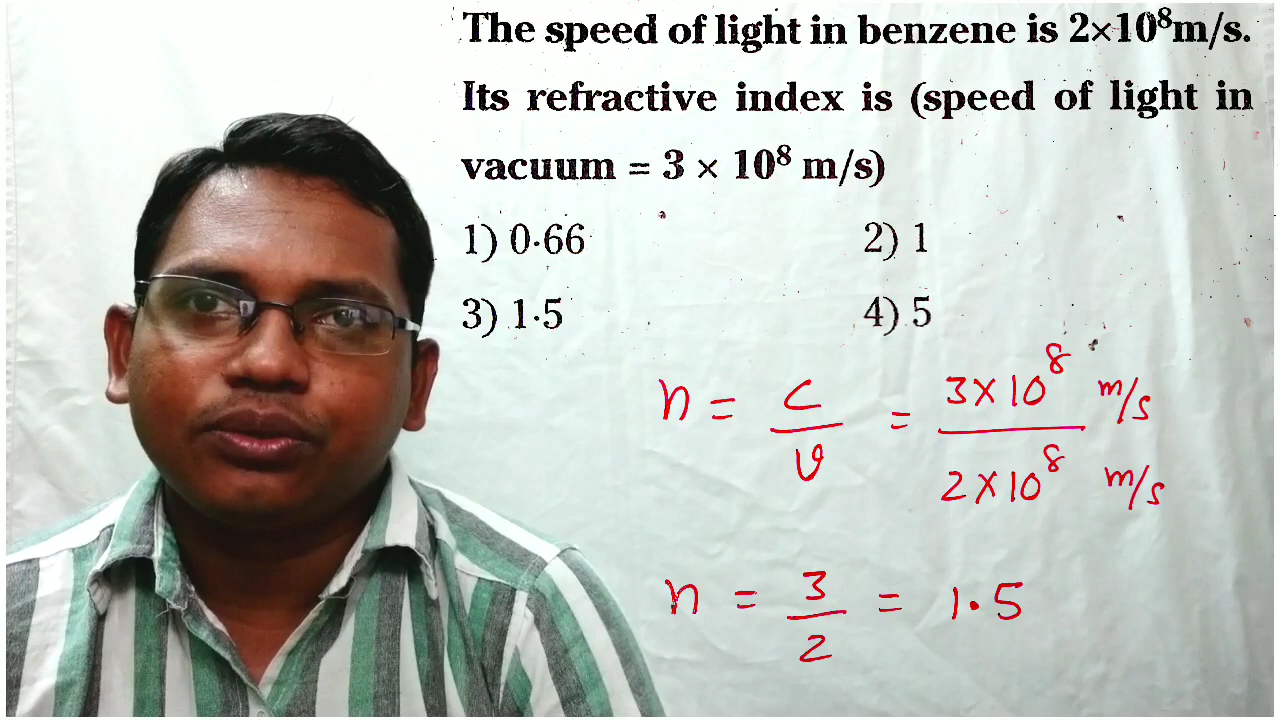 The speed of light in benzene is 2×10⁸m/s.
Its refractive index is (speed of light in
vacuum = 3 × 10⁸ m/s)
1) 0·66 2) 1
3) 1·5 4) 5
n = c/v = 3×10⁸ m/s / 2×10⁸ m/s
n = 3/2 = 1·5